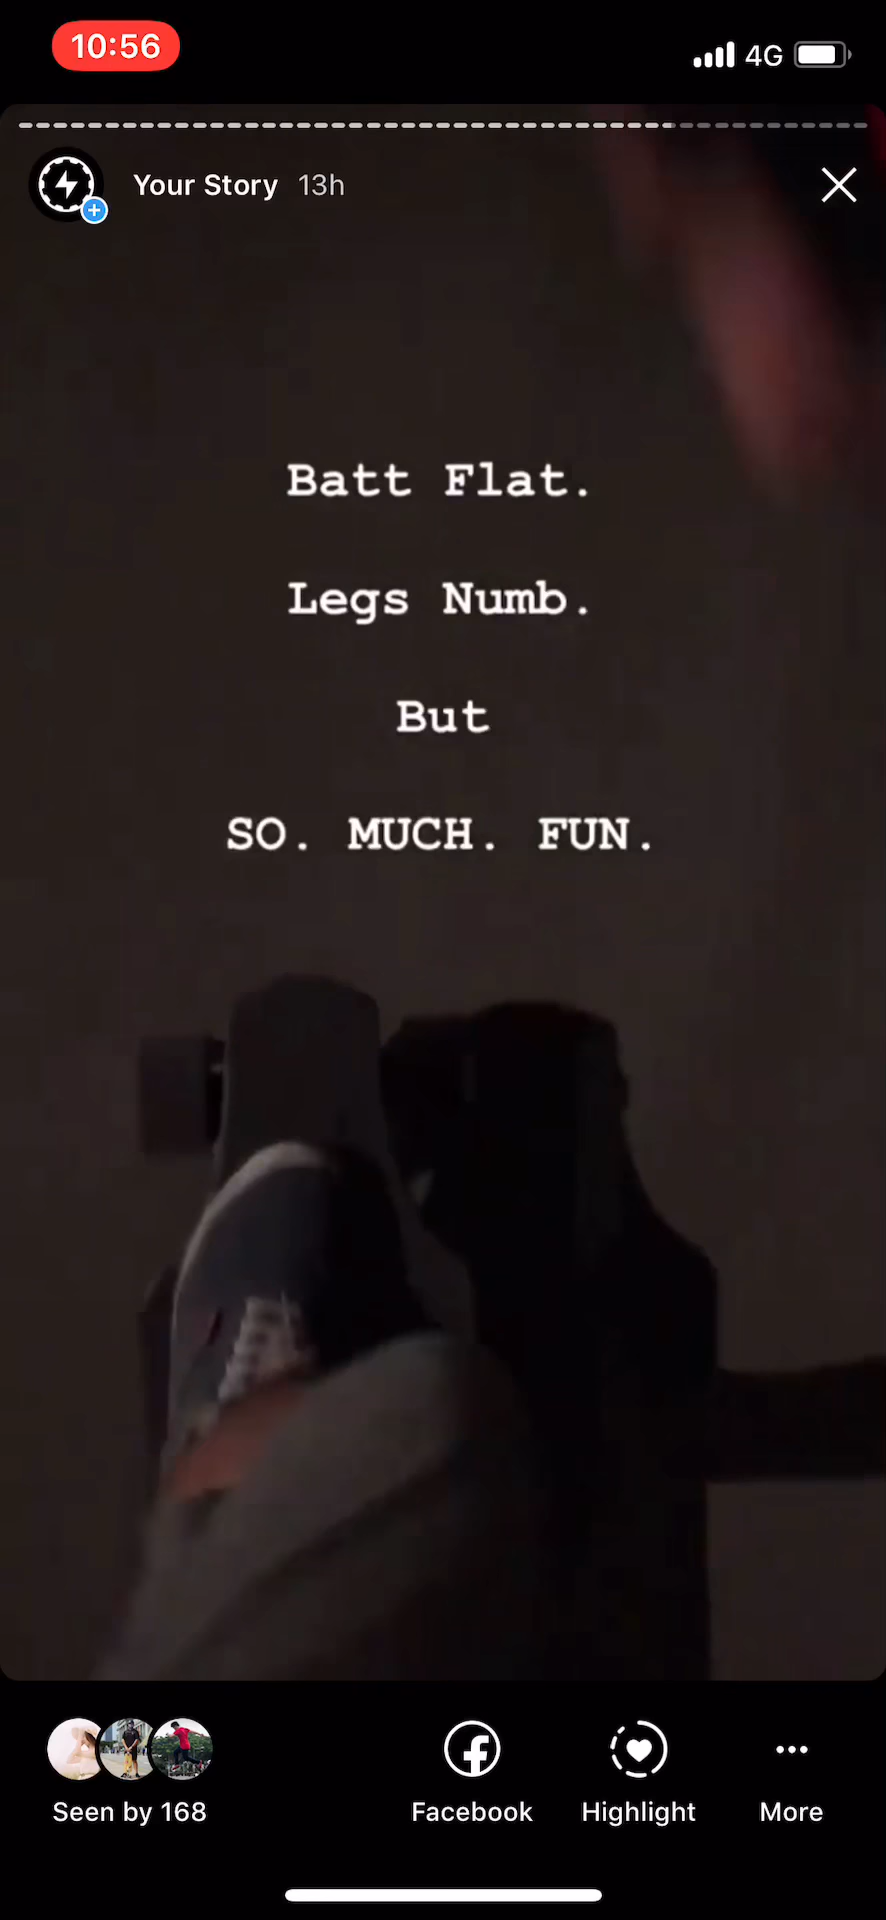 10:56
4G
Your Story 13h
Batt Flat.
Legs Numb.
But
SO. MUCH. FUN.
Seen by 168
Facebook
Highlight
More